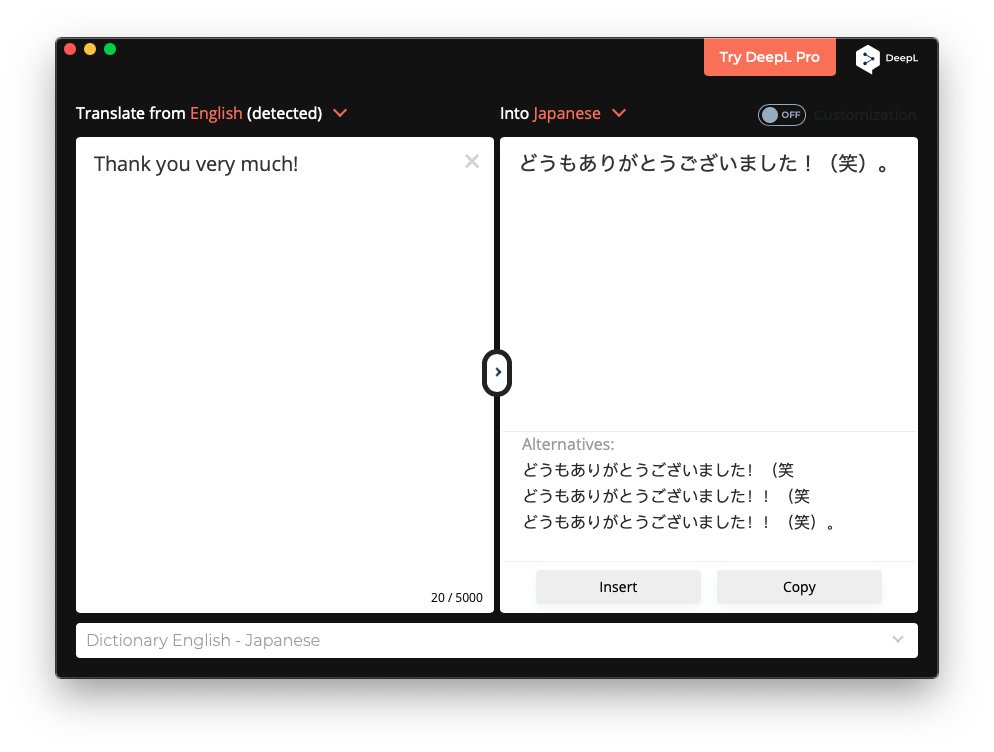 Try DeepL Pro
DeepL
Translate from English (detected)
Into Japanese
OFF
Customization
Thank you very much!
どうもありがとうございました！（笑）。
Alternatives:
どうもありがとうございました! （笑
どうもありがとうございました! ! （笑
どうもありがとうございました! ! （笑）。
20 / 5000
Insert
Copy
Dictionary English - Japanese